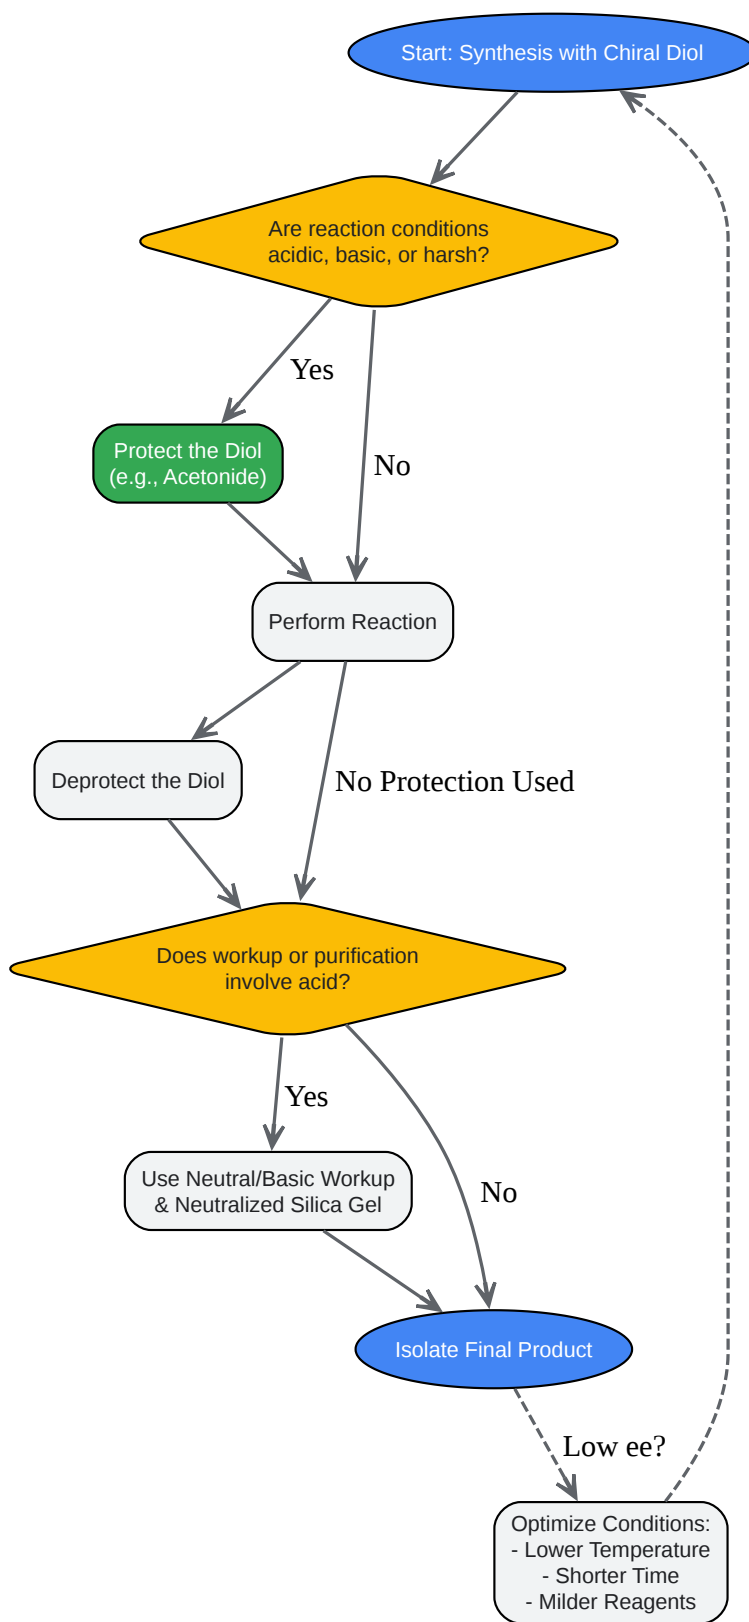 Start: Synthesis with Chiral Diol
Are reaction conditions
acidic, basic, or harsh?
Yes
Protect the Diol
(e.g., Acetonide)
No
Perform Reaction
Deprotect the Diol
No Protection Used
Does workup or purification
involve acid?
Yes
Use Neutral/Basic Workup
& Neutralized Silica Gel
No
Isolate Final Product
Low ee?
Optimize Conditions:
- Lower Temperature
- Shorter Time
- Milder Reagents